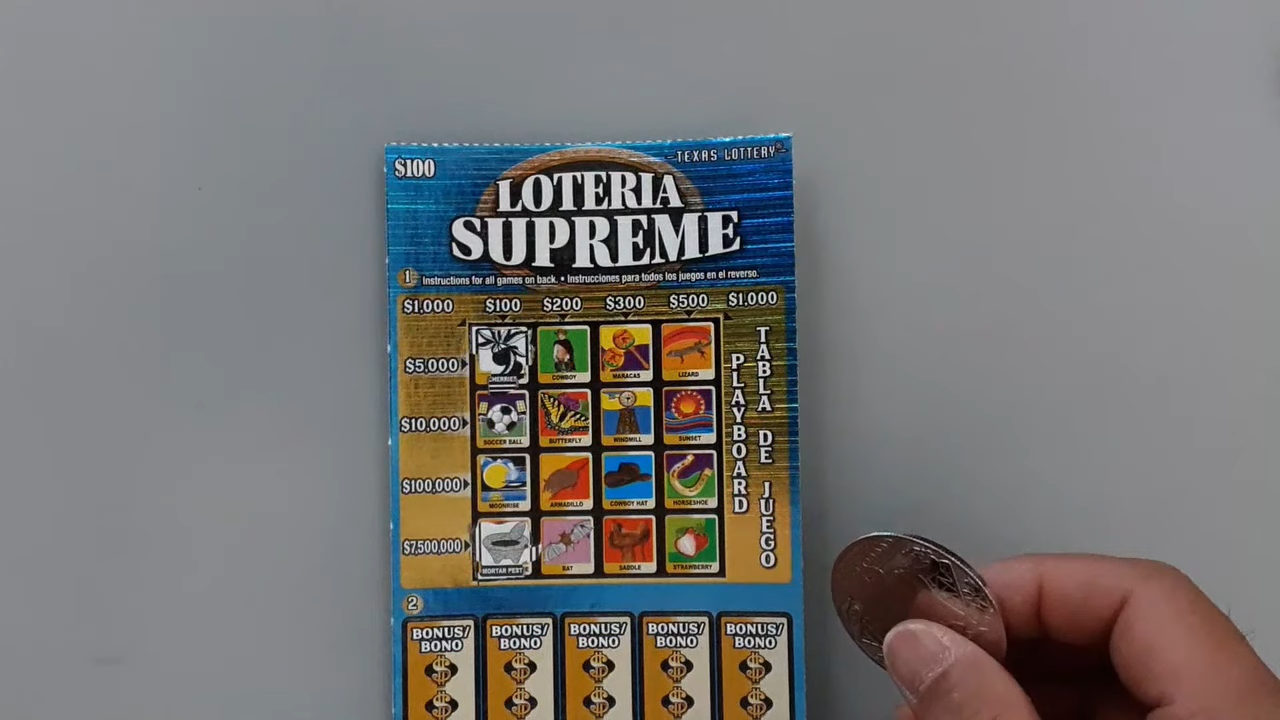 $100
TEXAS LOTTERY®
LOTERIA
SUPREME
1 Instructions for all games on back. • Instrucciones para todos los juegos en el reverso.
$1,000 $100 $200 $300 $500 $1,000
$5,000
CHERRIES COWBOY MARACAS LIZARD
$10,000
SOCCER BALL BUTTERFLY WINDMILL SUNSET
$100,000
MOONRISE ARMADILLO COWBOY HAT HORSESHOE
$7,500,000
MORTAR PEST BAT SADDLE STRAWBERRY
PLAYBOARD
TABLA DE JUEGO
2
BONUS/ BONUS/ BONUS/ BONUS/ BONUS/
BONO BONO BONO BONO BONO
$ $ $ $ $
$ $ $ $ $